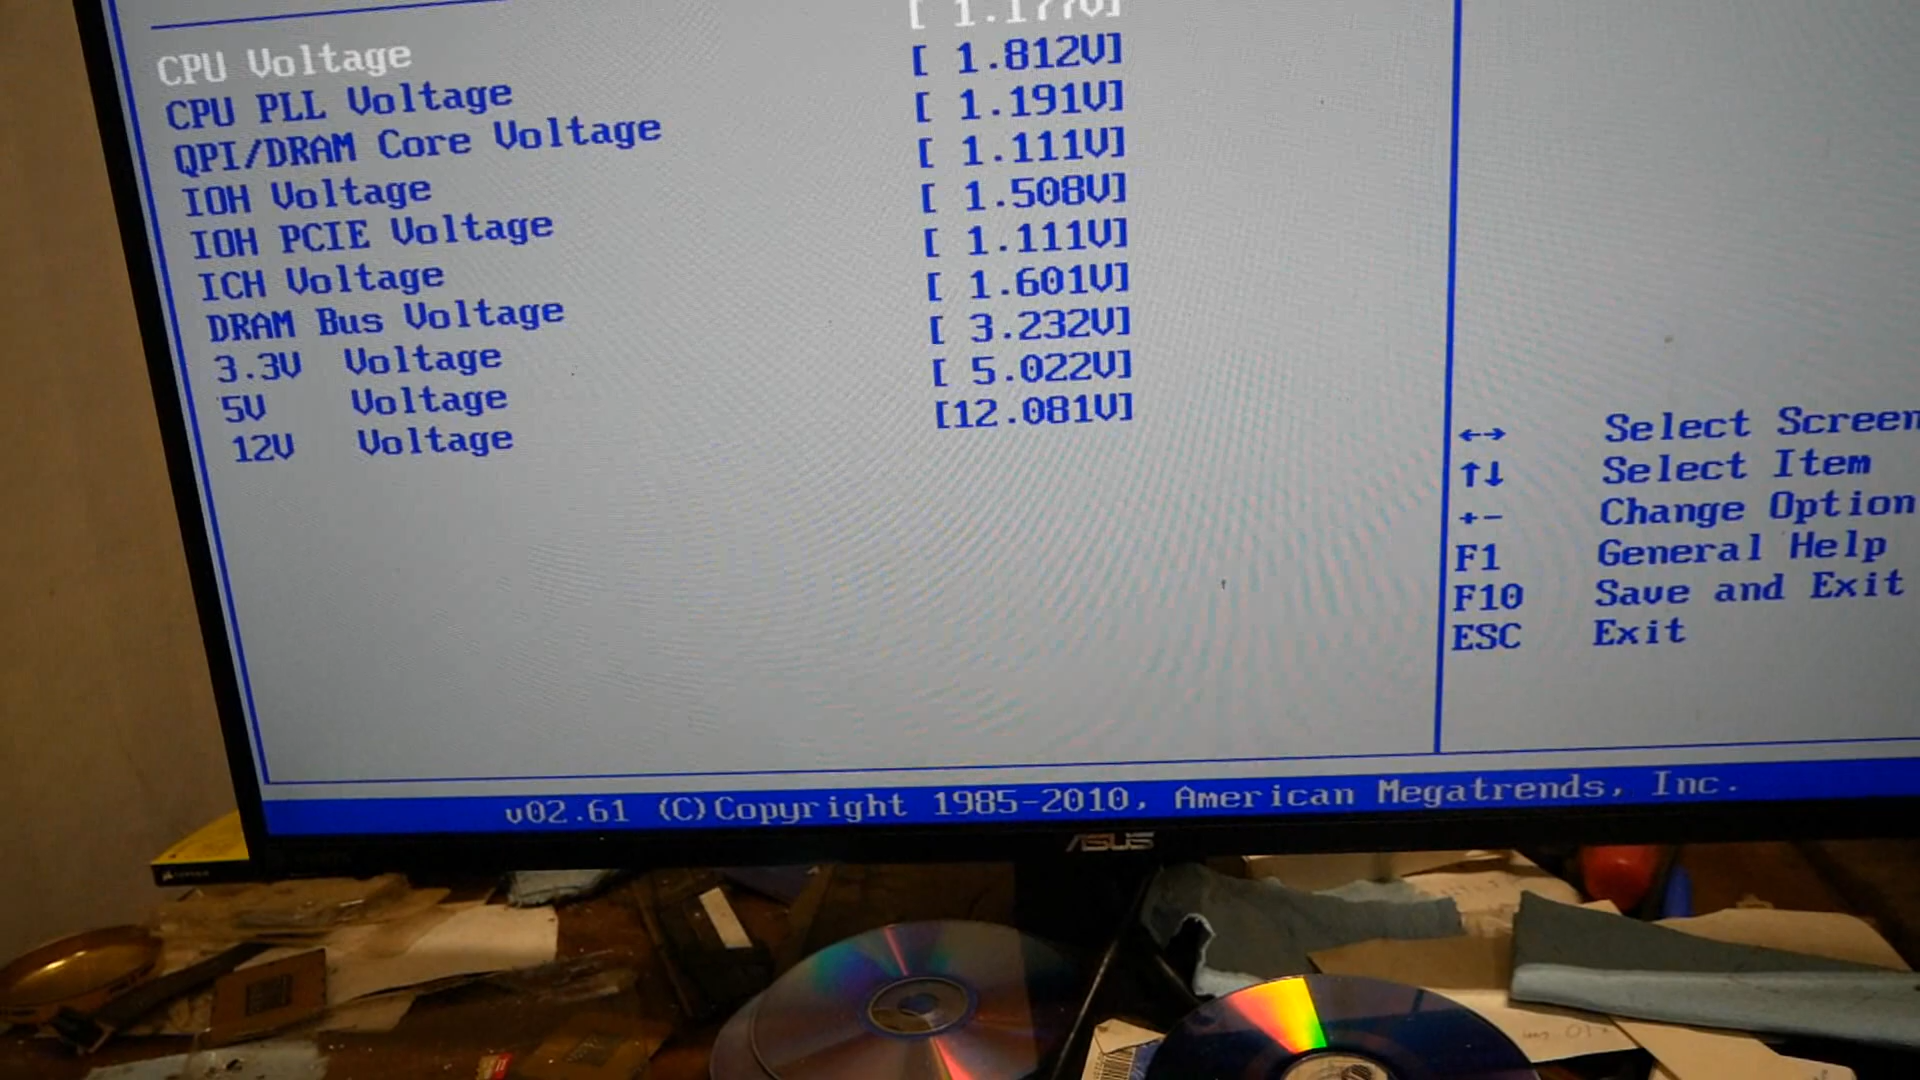 CPU Voltage [ 1.177V]
CPU PLL Voltage [ 1.812V]
QPI/DRAM Core Voltage [ 1.191V]
IOH Voltage [ 1.111V]
IOH PCIE Voltage [ 1.508V]
ICH Voltage [ 1.111V]
DRAM Bus Voltage [ 1.601V]
3.3V Voltage [ 3.232V]
5V Voltage [ 5.022V]
12V Voltage [12.081V]
←→ Select Screen
↑↓ Select Item
+- Change Option
F1 General Help
F10 Save and Exit
ESC Exit
v02.61 (C)Copyright 1985-2010, American Megatrends, Inc.
ASUS